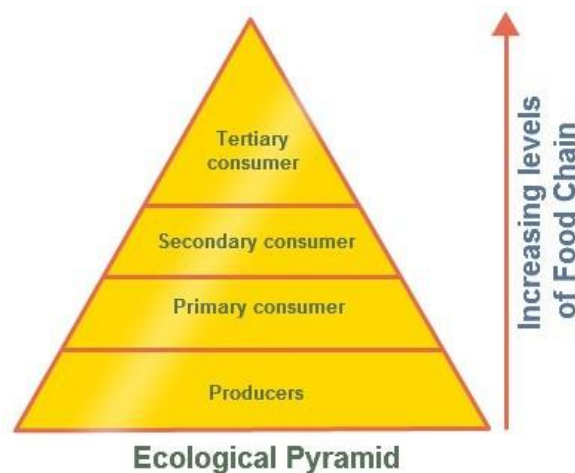 Tertiary
consumer
Secondary consumer
Primary consumer
Producers
Increasing levels
of Food Chain
Ecological Pyramid